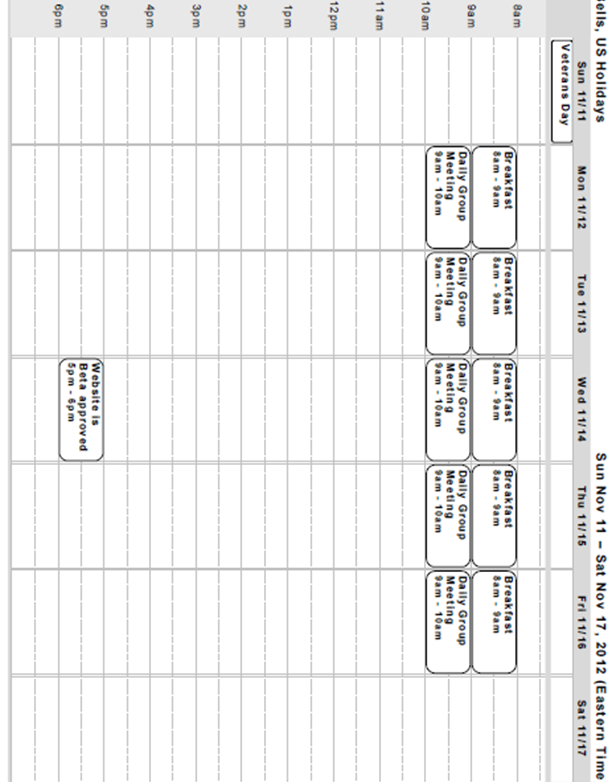 ells, US Holidays
Sun Nov 11 – Sat Nov 17, 2012 (Eastern Time
Sun 11/11
Mon 11/12
Tue 11/13
Wed 11/14
Thu 11/15
Fri 11/16
Sat 11/17
Veterans Day
8am
Breakfast
8am - 9am
Breakfast
8am - 9am
Breakfast
8am - 9am
Breakfast
8am - 9am
Breakfast
8am - 9am
9am
Daily Group
Meeting
9am - 10am
Daily Group
Meeting
9am - 10am
Daily Group
Meeting
9am - 10am
Daily Group
Meeting
9am - 10am
Daily Group
Meeting
9am - 10am
10am
11am
12pm
1pm
2pm
3pm
4pm
5pm
Website is
Beta approved
5pm - 6pm
6pm